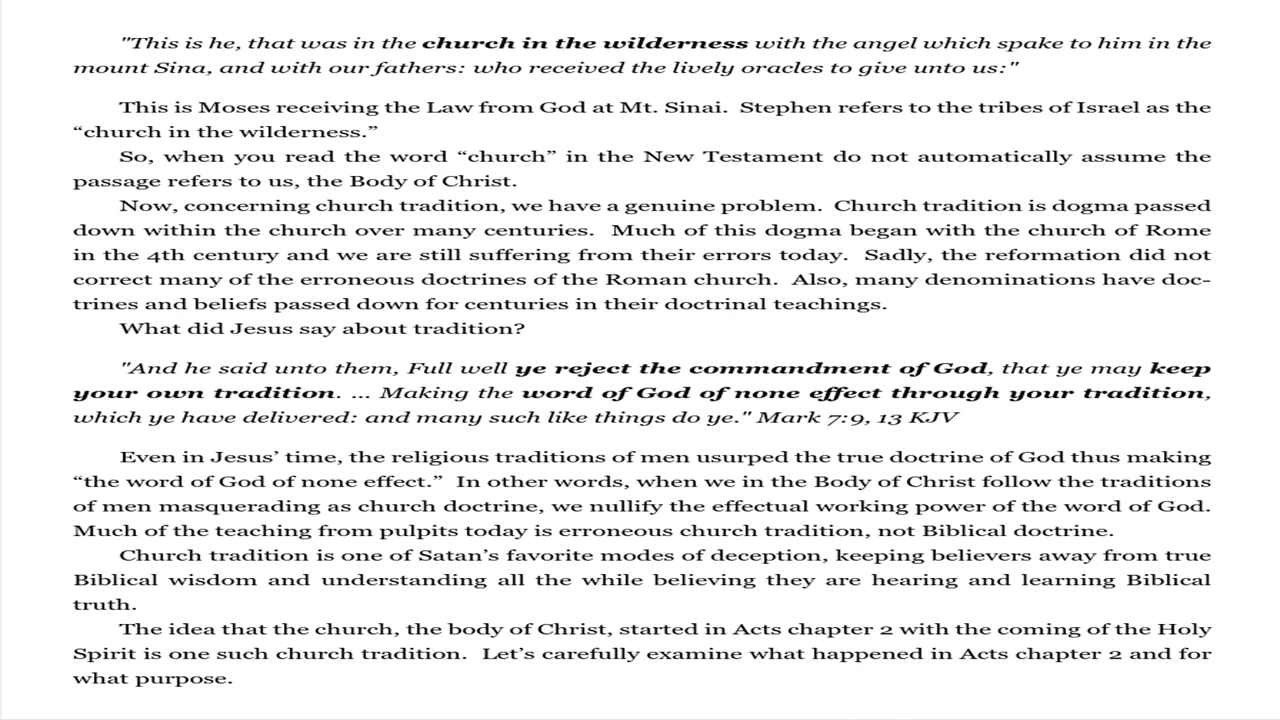 "This is he, that was in the church in the wilderness with the angel which spake to him in the
mount Sina, and with our fathers: who received the lively oracles to give unto us:"
This is Moses receiving the Law from God at Mt. Sinai. Stephen refers to the tribes of Israel as the
“church in the wilderness.”
So, when you read the word “church” in the New Testament do not automatically assume the
passage refers to us, the Body of Christ.
Now, concerning church tradition, we have a genuine problem. Church tradition is dogma passed
down within the church over many centuries. Much of this dogma began with the church of Rome
in the 4th century and we are still suffering from their errors today. Sadly, the reformation did not
correct many of the erroneous doctrines of the Roman church. Also, many denominations have doc-
trines and beliefs passed down for centuries in their doctrinal teachings.
What did Jesus say about tradition?
"And he said unto them, Full well ye reject the commandment of God, that ye may keep
your own tradition. ... Making the word of God of none effect through your tradition,
which ye have delivered: and many such like things do ye." Mark 7:9, 13 KJV
Even in Jesus’ time, the religious traditions of men usurped the true doctrine of God thus making
“the word of God of none effect.” In other words, when we in the Body of Christ follow the traditions
of men masquerading as church doctrine, we nullify the effectual working power of the word of God.
Much of the teaching from pulpits today is erroneous church tradition, not Biblical doctrine.
Church tradition is one of Satan’s favorite modes of deception, keeping believers away from true
Biblical wisdom and understanding all the while believing they are hearing and learning Biblical
truth.
The idea that the church, the body of Christ, started in Acts chapter 2 with the coming of the Holy
Spirit is one such church tradition. Let’s carefully examine what happened in Acts chapter 2 and for
what purpose.